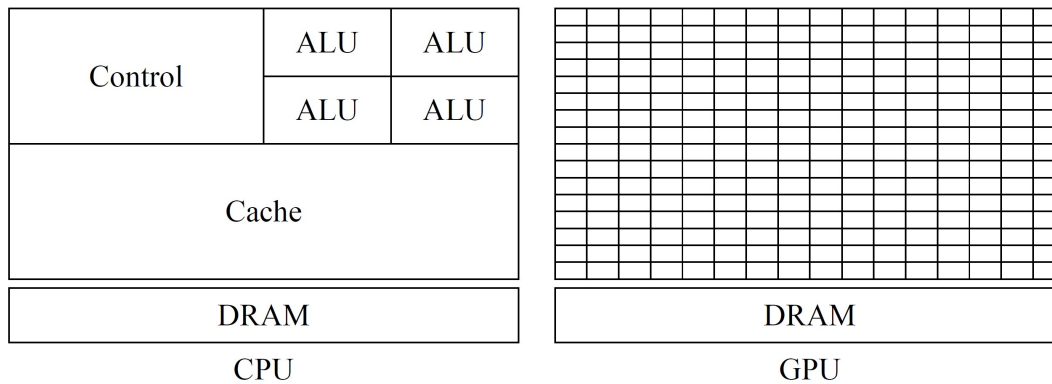 Control
ALU ALU
ALU ALU
Cache
DRAM
CPU
DRAM
GPU